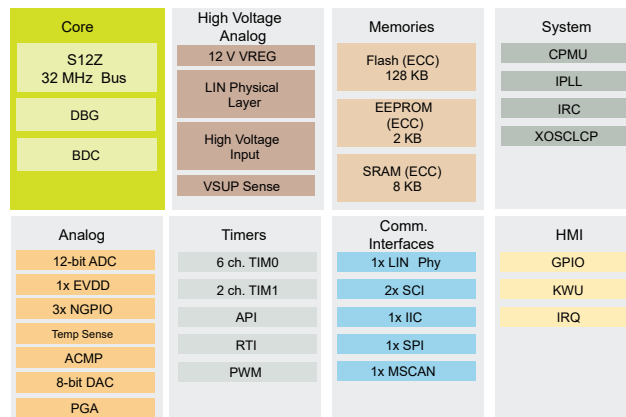 Core
S12Z
32 MHz Bus
DBG
BDC
High Voltage
Analog
12 V VREG
LIN Physical
Layer
High Voltage
Input
VSUP Sense
Memories
Flash (ECC)
128 KB
EEPROM
(ECC)
2 KB
SRAM (ECC)
8 KB
System
CPMU
IPLL
IRC
XOSCLCP
Analog
12-bit ADC
1x EVDD
3x NGPIO
Temp Sense
ACMP
8-bit DAC
PGA
Timers
6 ch. TIM0
2 ch. TIM1
API
RTI
PWM
Comm.
Interfaces
1x LIN Phy
2x SCI
1x IIC
1x SPI
1x MSCAN
HMI
GPIO
KWU
IRQ